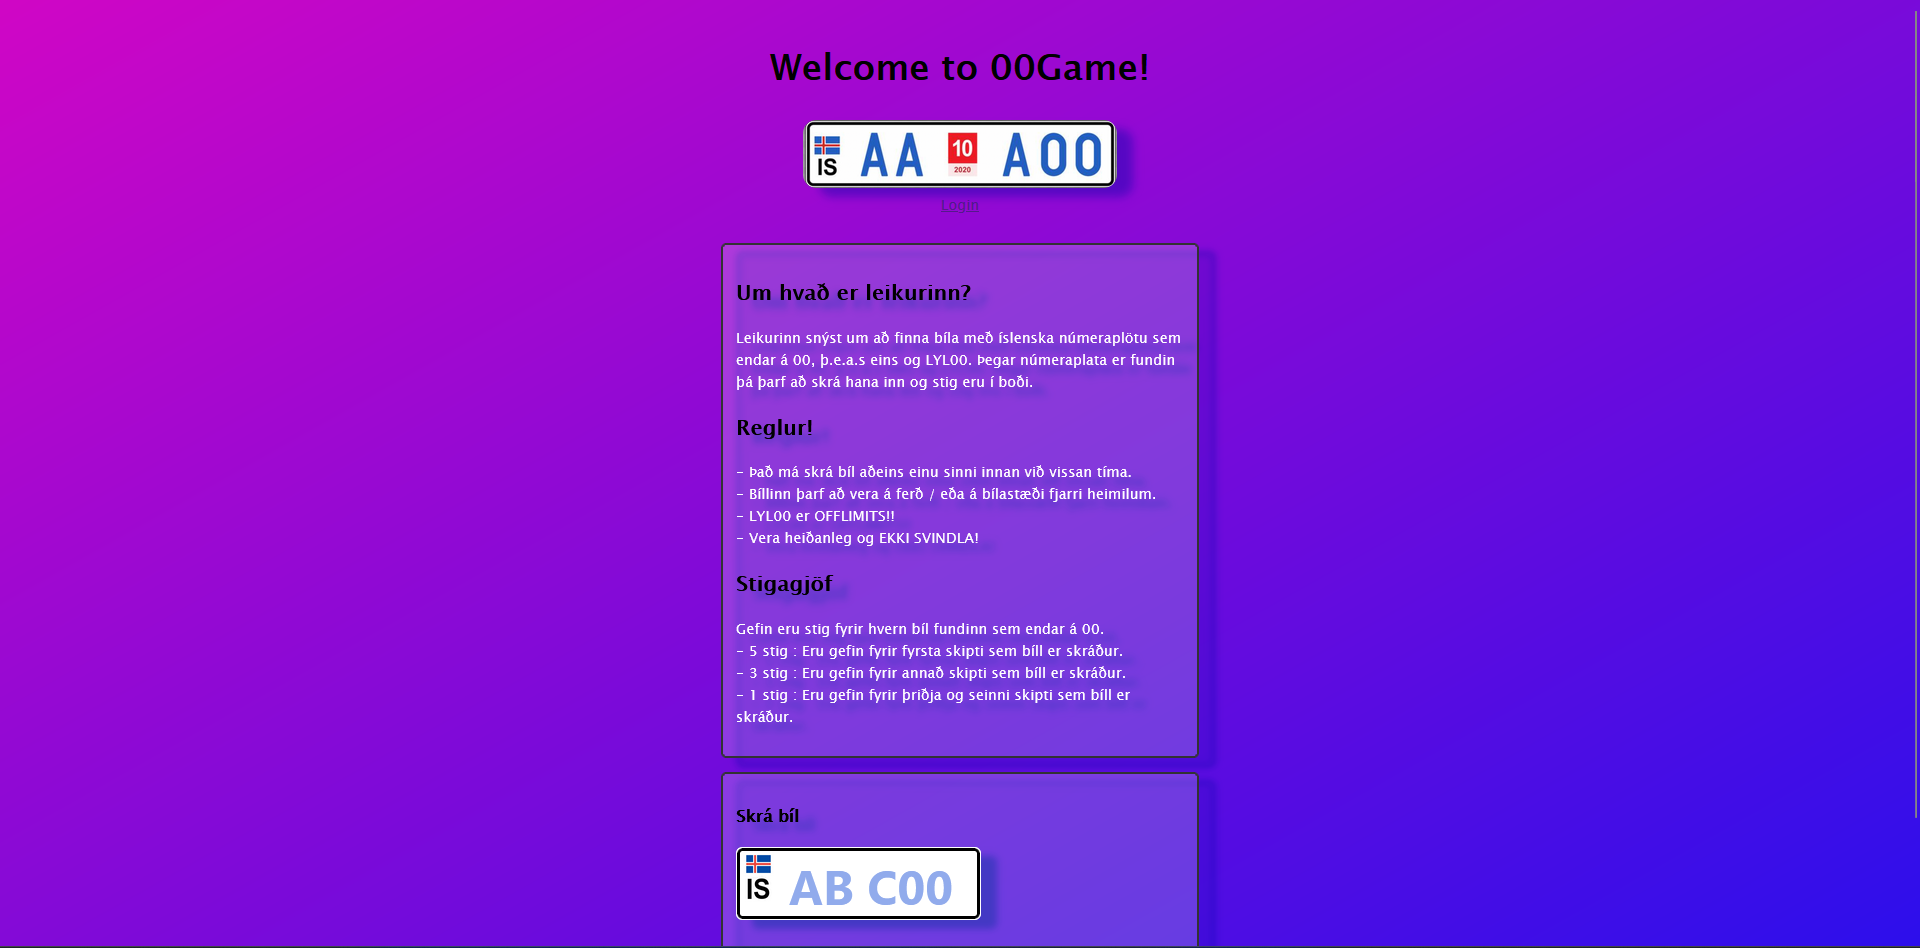 Welcome to 00Game!
IS AA 10 2020 A00
Login
Um hvað er leikurinn?
Leikurinn snýst um að finna bíla með íslenska númeraplötu sem
endar á 00, þ.e.a.s eins og LYL00. Þegar númeraplata er fundin
þá þarf að skrá hana inn og stig eru í boði.
Reglur!
- Það má skrá bíl aðeins einu sinni innan við vissan tíma.
- Bíllinn þarf að vera á ferð / eða á bílastæði fjarri heimilum.
- LYL00 er OFFLIMITS!!
- Vera heiðanleg og EKKI SVINDLA!
Stigagjöf
Gefin eru stig fyrir hvern bíl fundinn sem endar á 00.
- 5 stig : Eru gefin fyrir fyrsta skipti sem bíll er skráður.
- 3 stig : Eru gefin fyrir annað skipti sem bíll er skráður.
- 1 stig : Eru gefin fyrir þriðja og seinni skipti sem bíll er
skráður.
Skrá bíl
IS AB C00